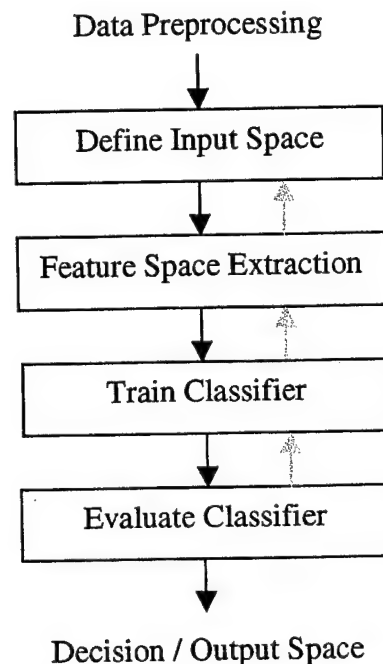 Data Preprocessing
Define Input Space
Feature Space Extraction
Train Classifier
Evaluate Classifier
Decision / Output Space